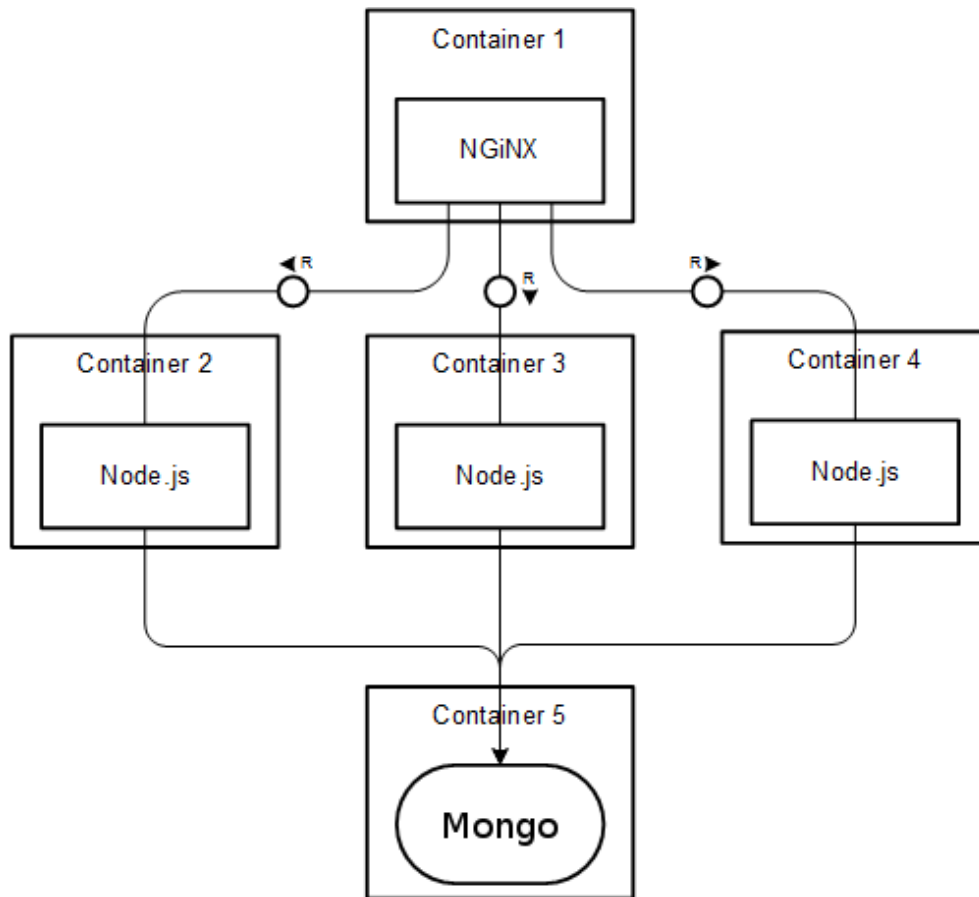 Container 1
NGiNX
R
R
R
Container 2
Container 3
Container 4
Node.js
Node.js
Node.js
Container 5
Mongo